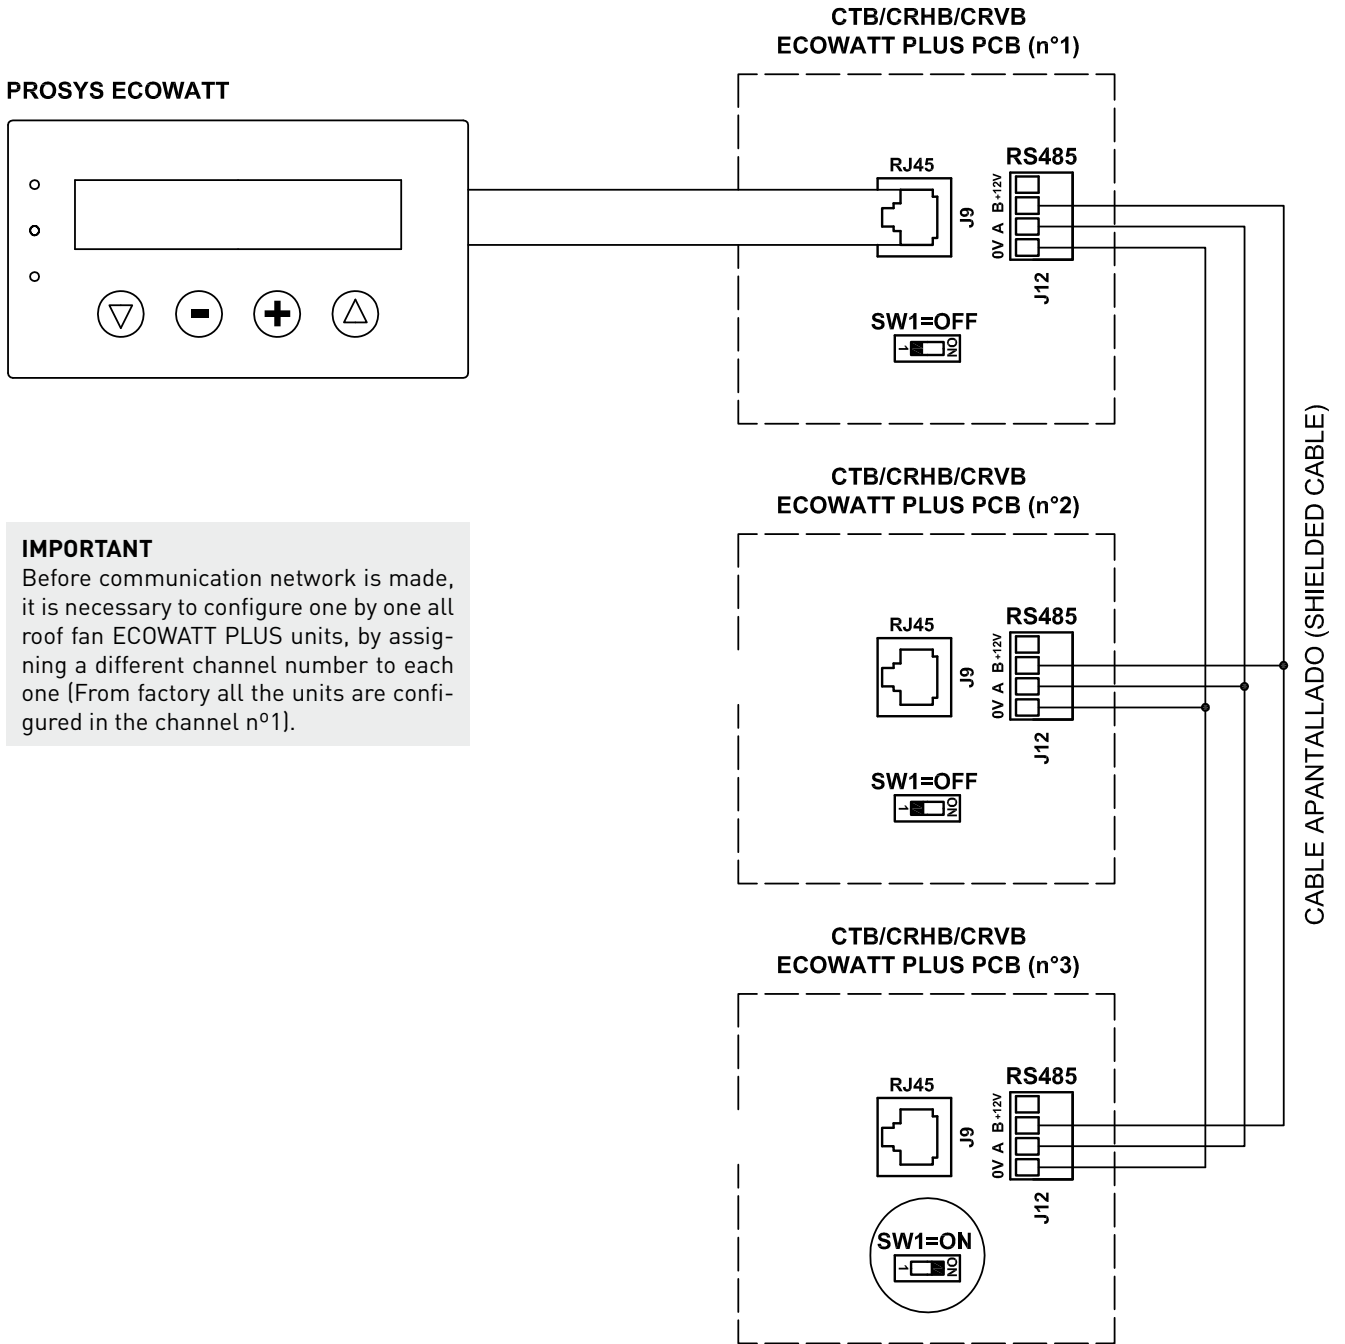 CTB/CRHB/CRVB
ECOWATT PLUS PCB (n°1)
PROSYS ECOWATT
RJ45
J9
RS485
0V A B +12V
J12
SW1=OFF
1
ON
IMPORTANT
Before communication network is made,
it is necessary to configure one by one all
roof fan ECOWATT PLUS units, by assig-
ning a different channel number to each
one (From factory all the units are confi-
gured in the channel nº1).
CTB/CRHB/CRVB
ECOWATT PLUS PCB (n°2)
RJ45
J9
RS485
0V A B +12V
J12
SW1=OFF
1
ON
CABLE APANTALLADO (SHIELDED CABLE)
CTB/CRHB/CRVB
ECOWATT PLUS PCB (n°3)
RJ45
J9
RS485
0V A B +12V
J12
SW1=ON
1
ON